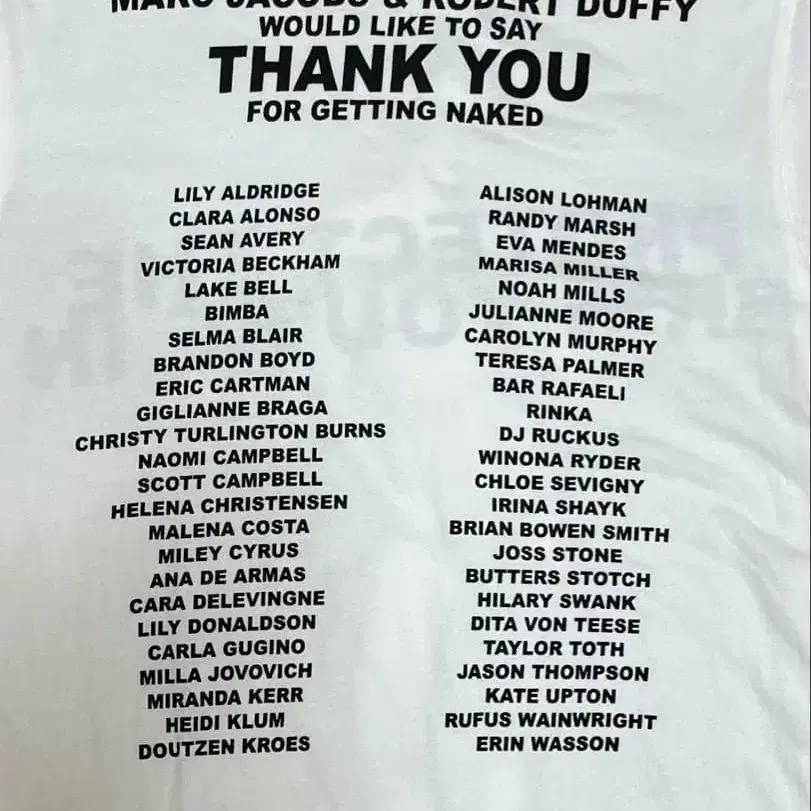 MARC JACOBS & ROBERT DUFFY
WOULD LIKE TO SAY
THANK YOU
FOR GETTING NAKED
LILY ALDRIDGE
CLARA ALONSO
SEAN AVERY
VICTORIA BECKHAM
LAKE BELL
BIMBA
SELMA BLAIR
BRANDON BOYD
ERIC CARTMAN
GIGLIANNE BRAGA
CHRISTY TURLINGTON BURNS
NAOMI CAMPBELL
SCOTT CAMPBELL
HELENA CHRISTENSEN
MALENA COSTA
MILEY CYRUS
ANA DE ARMAS
CARA DELEVINGNE
LILY DONALDSON
CARLA GUGINO
MILLA JOVOVICH
MIRANDA KERR
HEIDI KLUM
DOUTZEN KROES
ALISON LOHMAN
RANDY MARSH
EVA MENDES
MARISA MILLER
NOAH MILLS
JULIANNE MOORE
CAROLYN MURPHY
TERESA PALMER
BAR RAFAELI
RINKA
DJ RUCKUS
WINONA RYDER
CHLOE SEVIGNY
IRINA SHAYK
BRIAN BOWEN SMITH
JOSS STONE
BUTTERS STOTCH
HILARY SWANK
DITA VON TEESE
TAYLOR TOTH
JASON THOMPSON
KATE UPTON
RUFUS WAINWRIGHT
ERIN WASSON